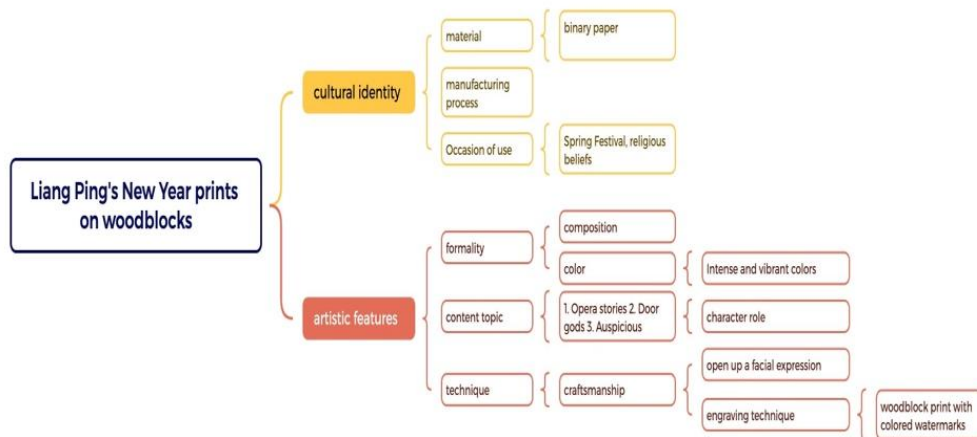 Liang Ping's New Year prints
on woodblocks
cultural identity
material
binary paper
manufacturing
process
Occasion of use
Spring Festival, religious
beliefs
artistic features
formality
composition
color
Intense and vibrant colors
content topic
1. Opera stories 2. Door
gods 3. Auspicious
character role
technique
craftsmanship
open up a facial expression
engraving technique
woodblock print with
colored watermarks